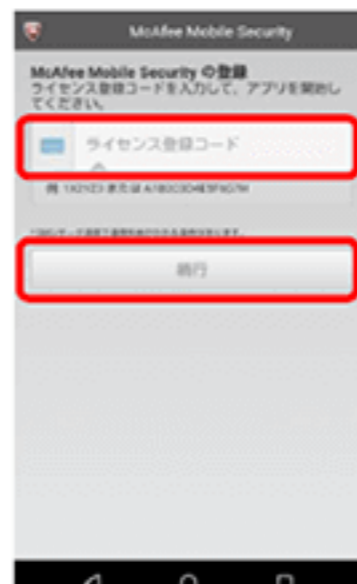 McAfee Mobile Security
McAfee Mobile Security の登録
ライセンス登録コードを入力して、アプリを開始し
てください。
ライセンス登録コード
続行